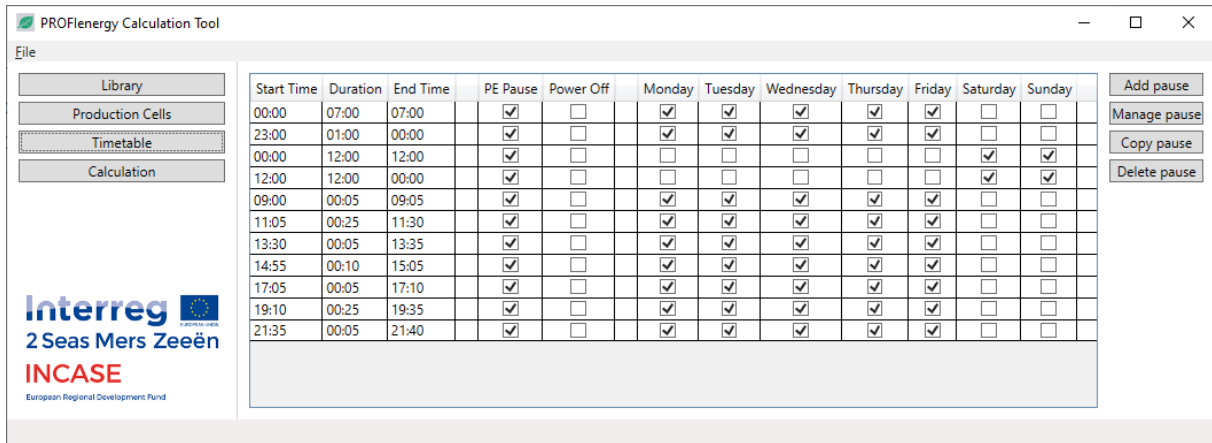 PROFIenergy Calculation Tool
File
Library
Production Cells
Timetable
Calculation
Start Time Duration End Time PE Pause Power Off Monday Tuesday Wednesday Thursday Friday Saturday Sunday
00:00 07:00 07:00
23:00 01:00 00:00
00:00 12:00 12:00
12:00 12:00 00:00
09:00 00:05 09:05
11:05 00:25 11:30
13:30 00:05 13:35
14:55 00:10 15:05
17:05 00:05 17:10
19:10 00:25 19:35
21:35 00:05 21:40
Add pause
Manage pause
Copy pause
Delete pause
Interreg
EUROPEAN UNION
2 Seas Mers Zeeën
INCASE
European Regional Development Fund